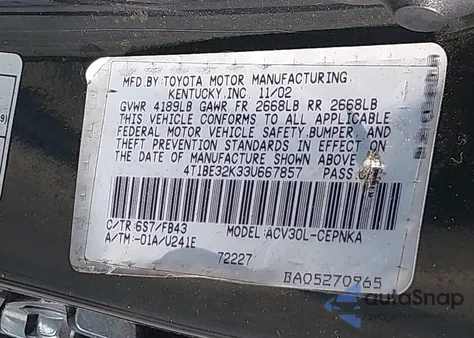 MFD BY TOYOTA MOTOR MANUFACTURING
KENTUCKY, INC. 11/02
GVWR 4189LB GAWR FR 2668LB RR 2668LB
THIS VEHICLE CONFORMS TO ALL APPLICABLE
FEDERAL MOTOR VEHICLE SAFETY, BUMPER, AND
THEFT PREVENTION STANDARDS IN EFFECT ON
THE DATE OF MANUFACTURE SHOWN ABOVE.
4T1BE32K33U667857 PASS
C/TR:6S7/FB43 MODEL:ACV30L-CEPNKA
A/TM:-01A/U241E
72227
BA05270965
autoSnap